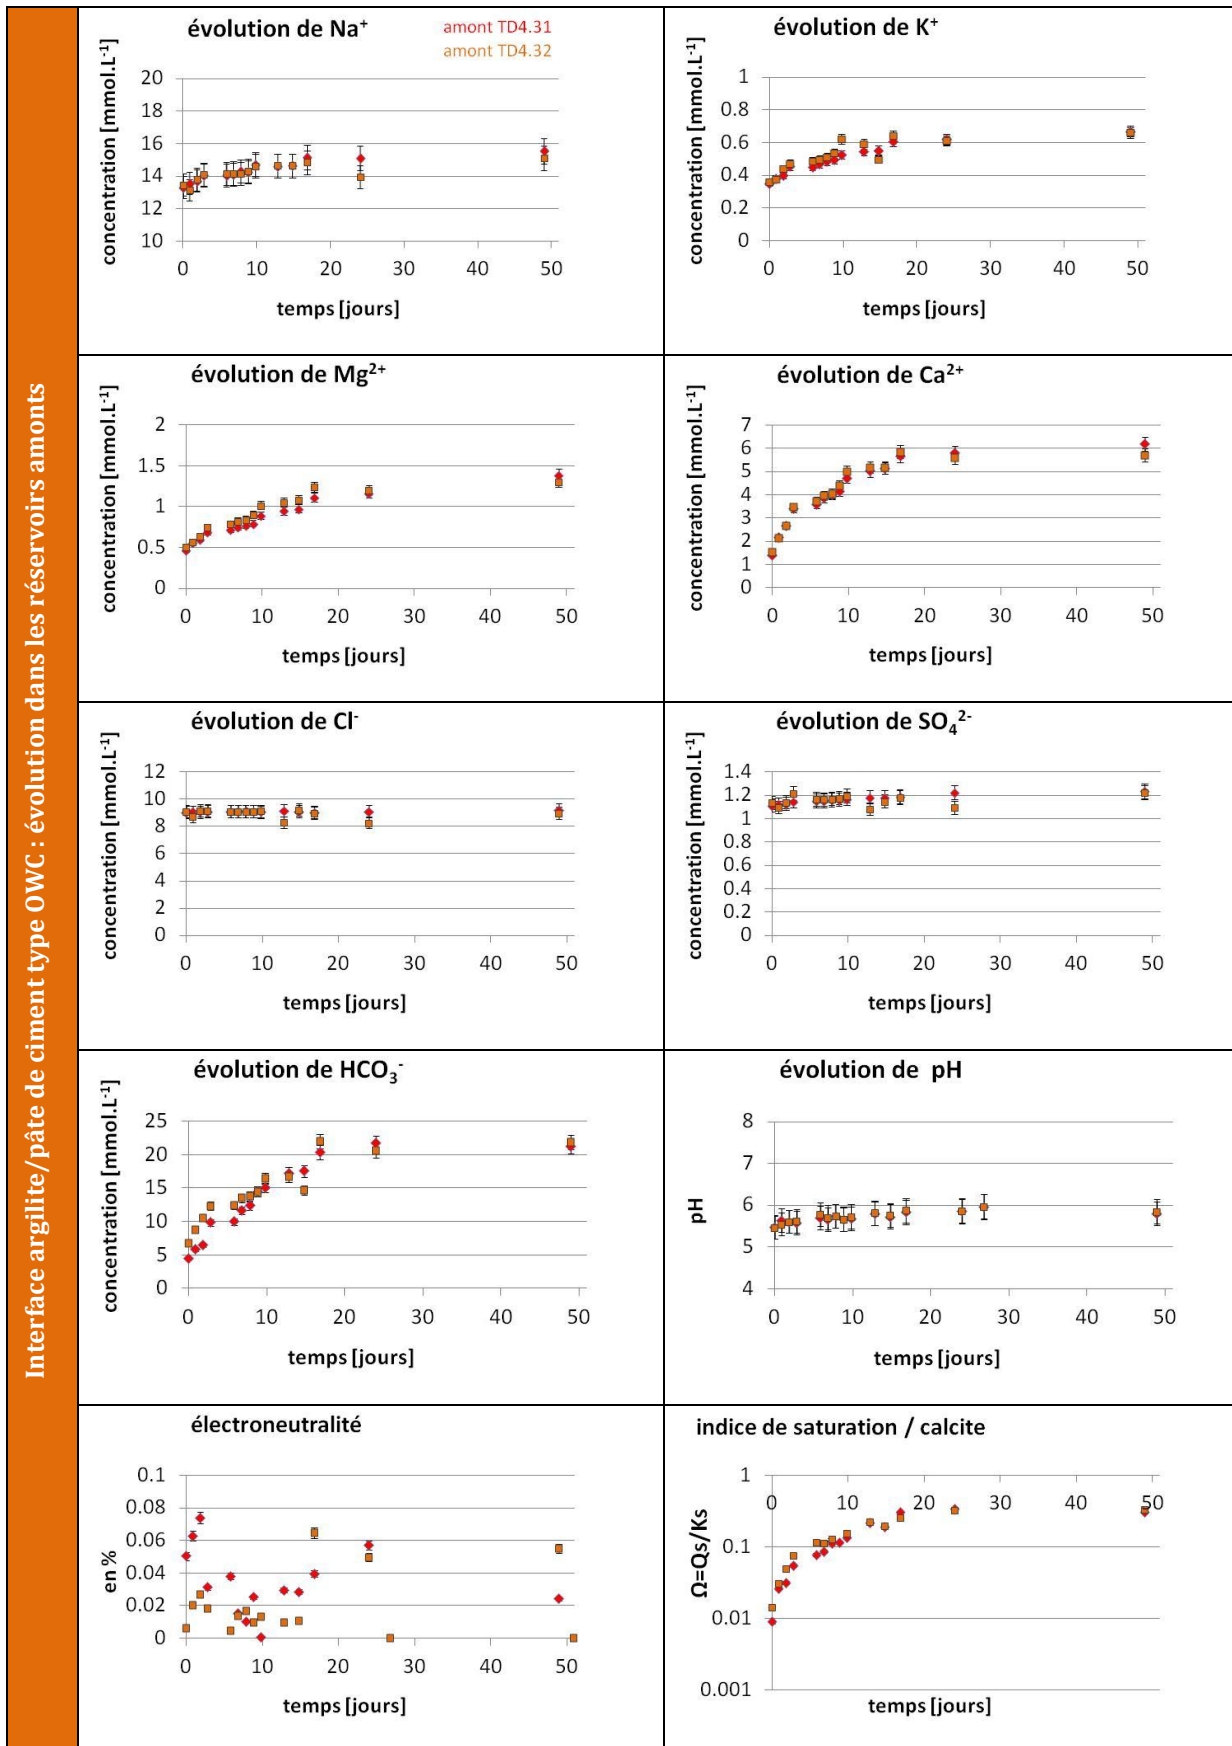 Interface argilite/pâte de ciment type OWC : évolution dans les réservoirs amonts
évolution de Na⁺
amont TD4.31
amont TD4.32
concentration [mmol.L⁻¹]
20
18
16
14
12
10
0 10 20 30 40 50
temps [jours]
évolution de K⁺
concentration [mmol.L⁻¹]
1
0.8
0.6
0.4
0.2
0
0 10 20 30 40 50
temps [jours]
évolution de Mg²⁺
concentration [mmol.L⁻¹]
2
1.5
1
0.5
0
0 10 20 30 40 50
temps [jours]
évolution de Ca²⁺
concentration [mmol.L⁻¹]
7
6
5
4
3
2
1
0
0 10 20 30 40 50
temps [jours]
évolution de Cl⁻
concentration [mmol.L⁻¹]
12
10
8
6
4
2
0
0 10 20 30 40 50
temps [jours]
évolution de SO₄²⁻
concentration [mmol.L⁻¹]
1.4
1.2
1
0.8
0.6
0.4
0.2
0
0 10 20 30 40 50
temps [jours]
évolution de HCO₃⁻
concentration [mmol.L⁻¹]
25
20
15
10
5
0
0 10 20 30 40 50
temps [jours]
évolution de pH
pH
8
7
6
5
4
0 10 20 30 40 50
temps [jours]
électroneutralité
en %
0.1
0.08
0.06
0.04
0.02
0
0 10 20 30 40 50
temps [jours]
indice de saturation / calcite
Ω=Qs/Ks
1
0.1
0.01
0.001
0 10 20 30 40 50
temps [jours]